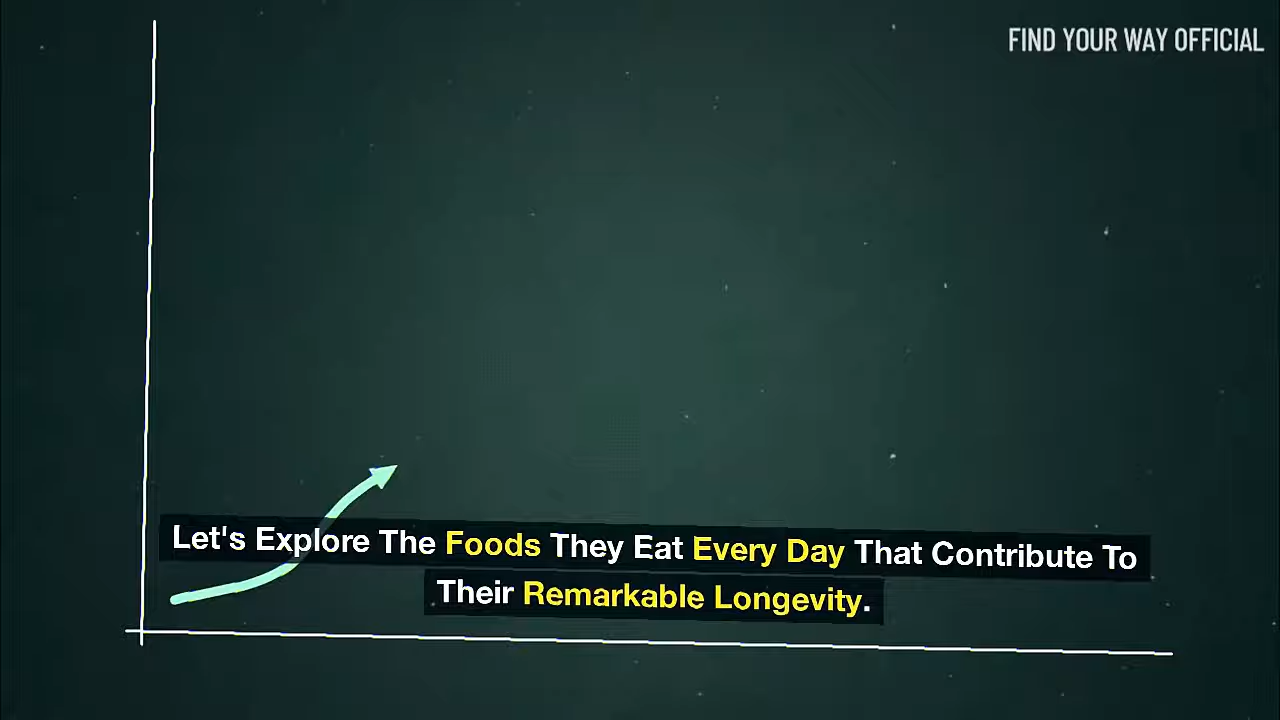 FIND YOUR WAY OFFICIAL
Let's Explore The Foods They Eat Every Day That Contribute To
Their Remarkable Longevity.